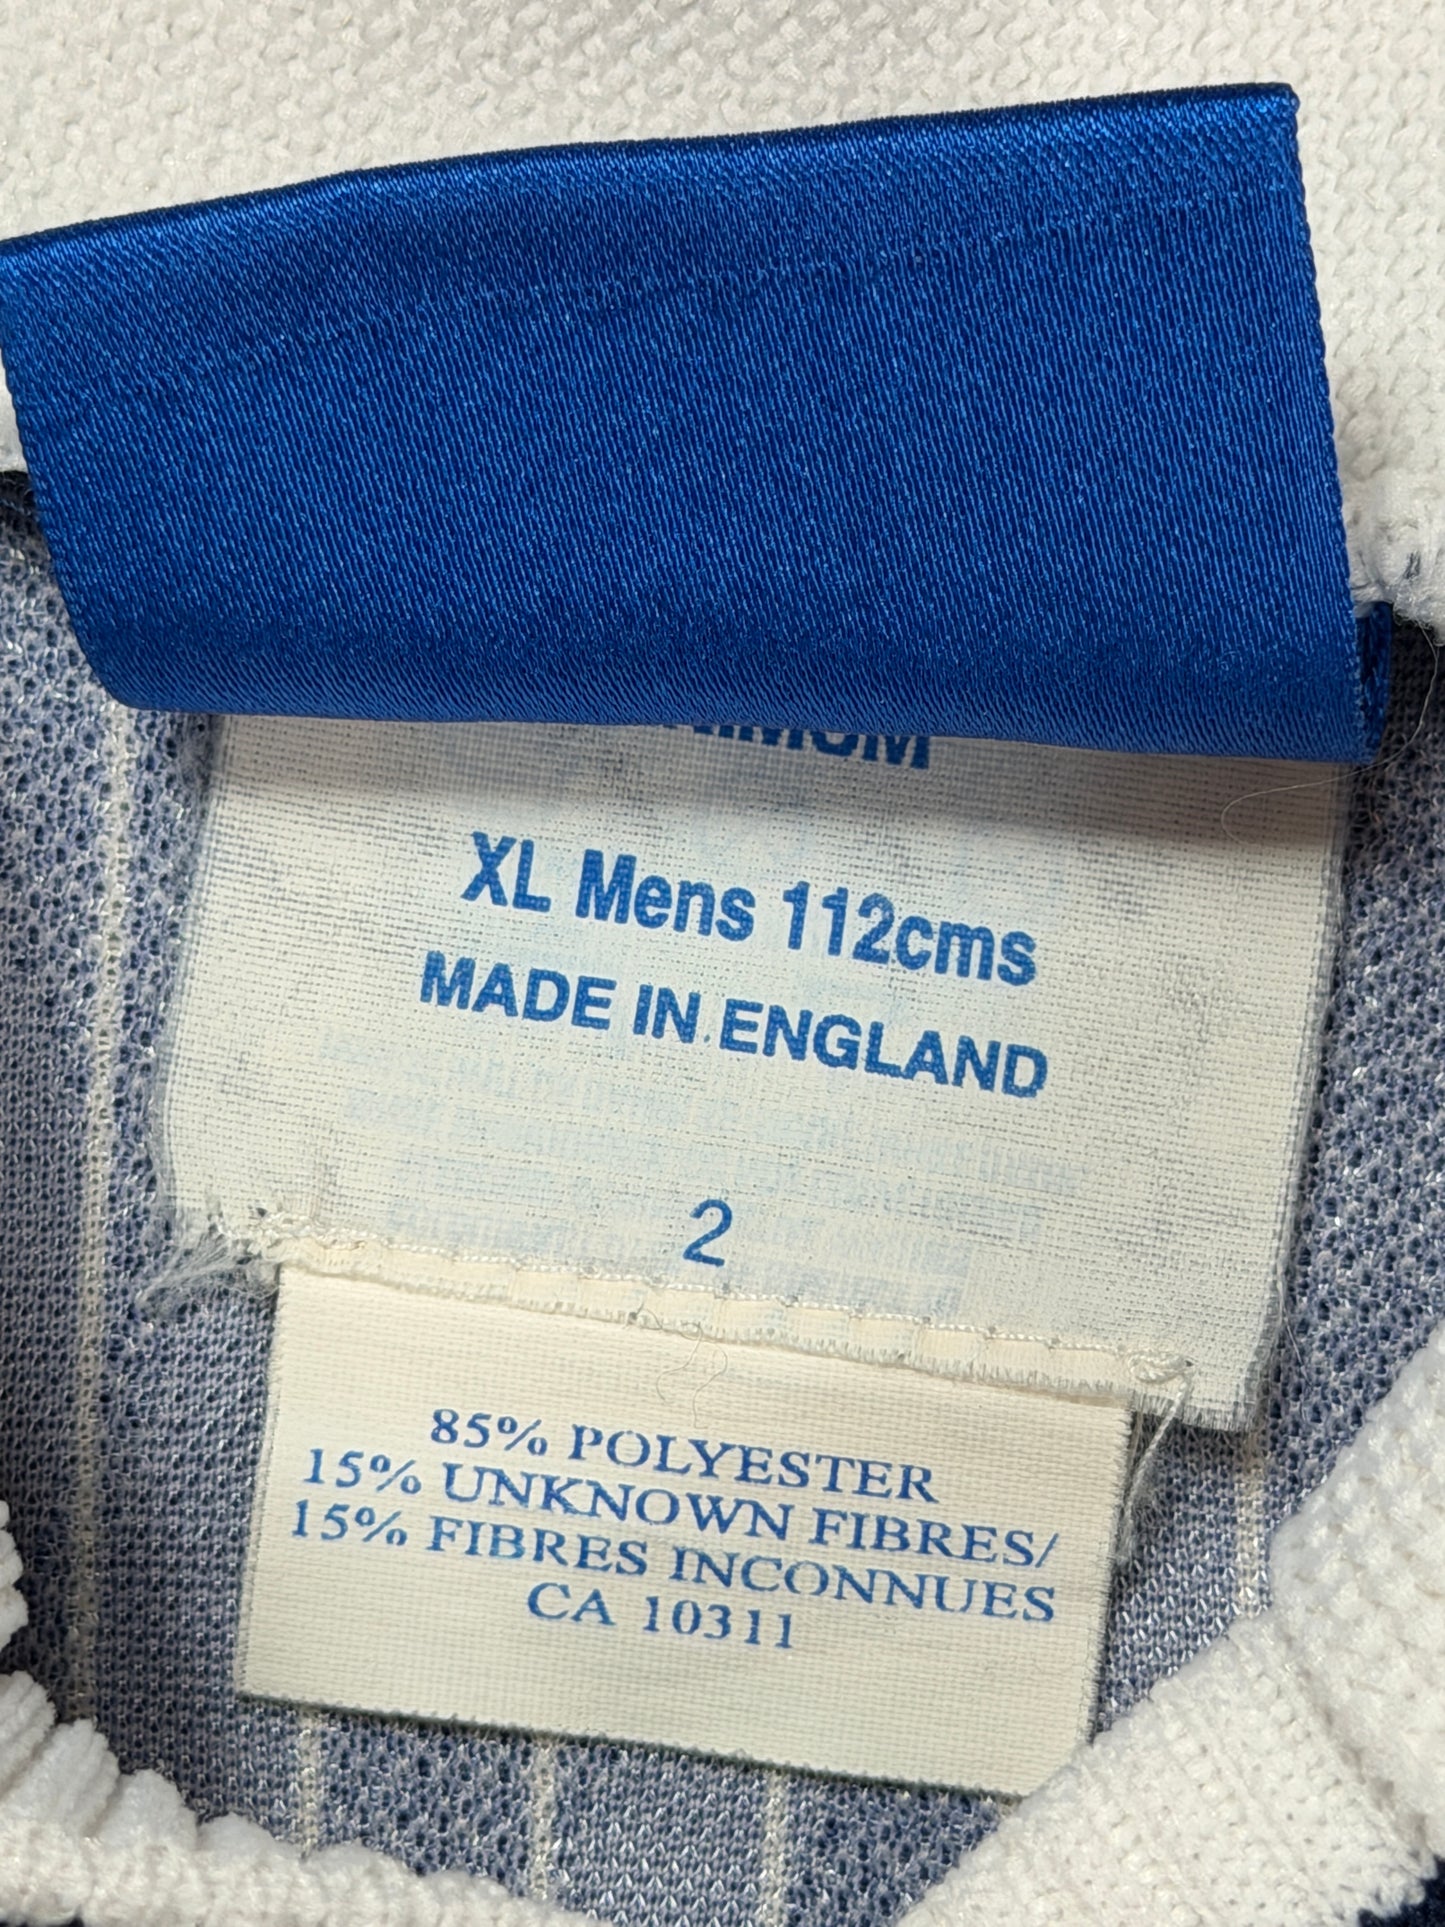 XL Mens 112cms
MADE IN ENGLAND
2
85% POLYESTER
15% UNKNOWN FIBRES/
15% FIBRES INCONNUES
CA 10311